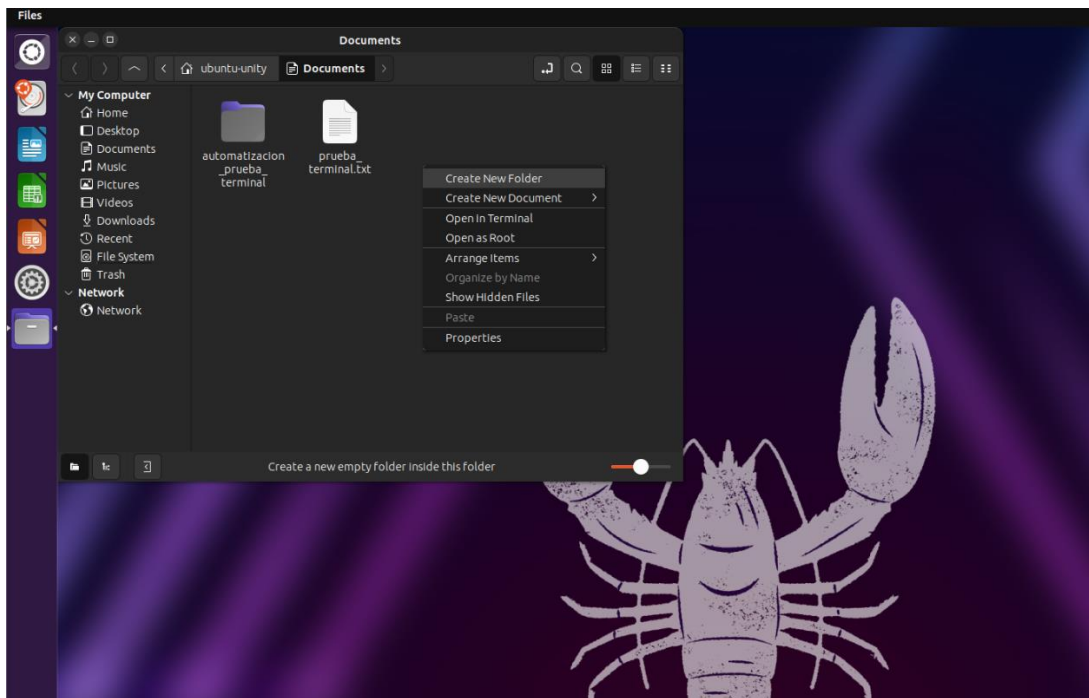 Files
Documents
ubuntu-unity
Documents
My Computer
Home
Desktop
Documents
Music
Pictures
Videos
Downloads
Recent
File System
Trash
Network
Network
automatizacion
_prueba_
terminal
prueba_
terminal.txt
Create New Folder
Create New Document
Open in Terminal
Open as Root
Arrange Items
Organize by Name
Show Hidden Files
Paste
Properties
Create a new empty folder inside this folder